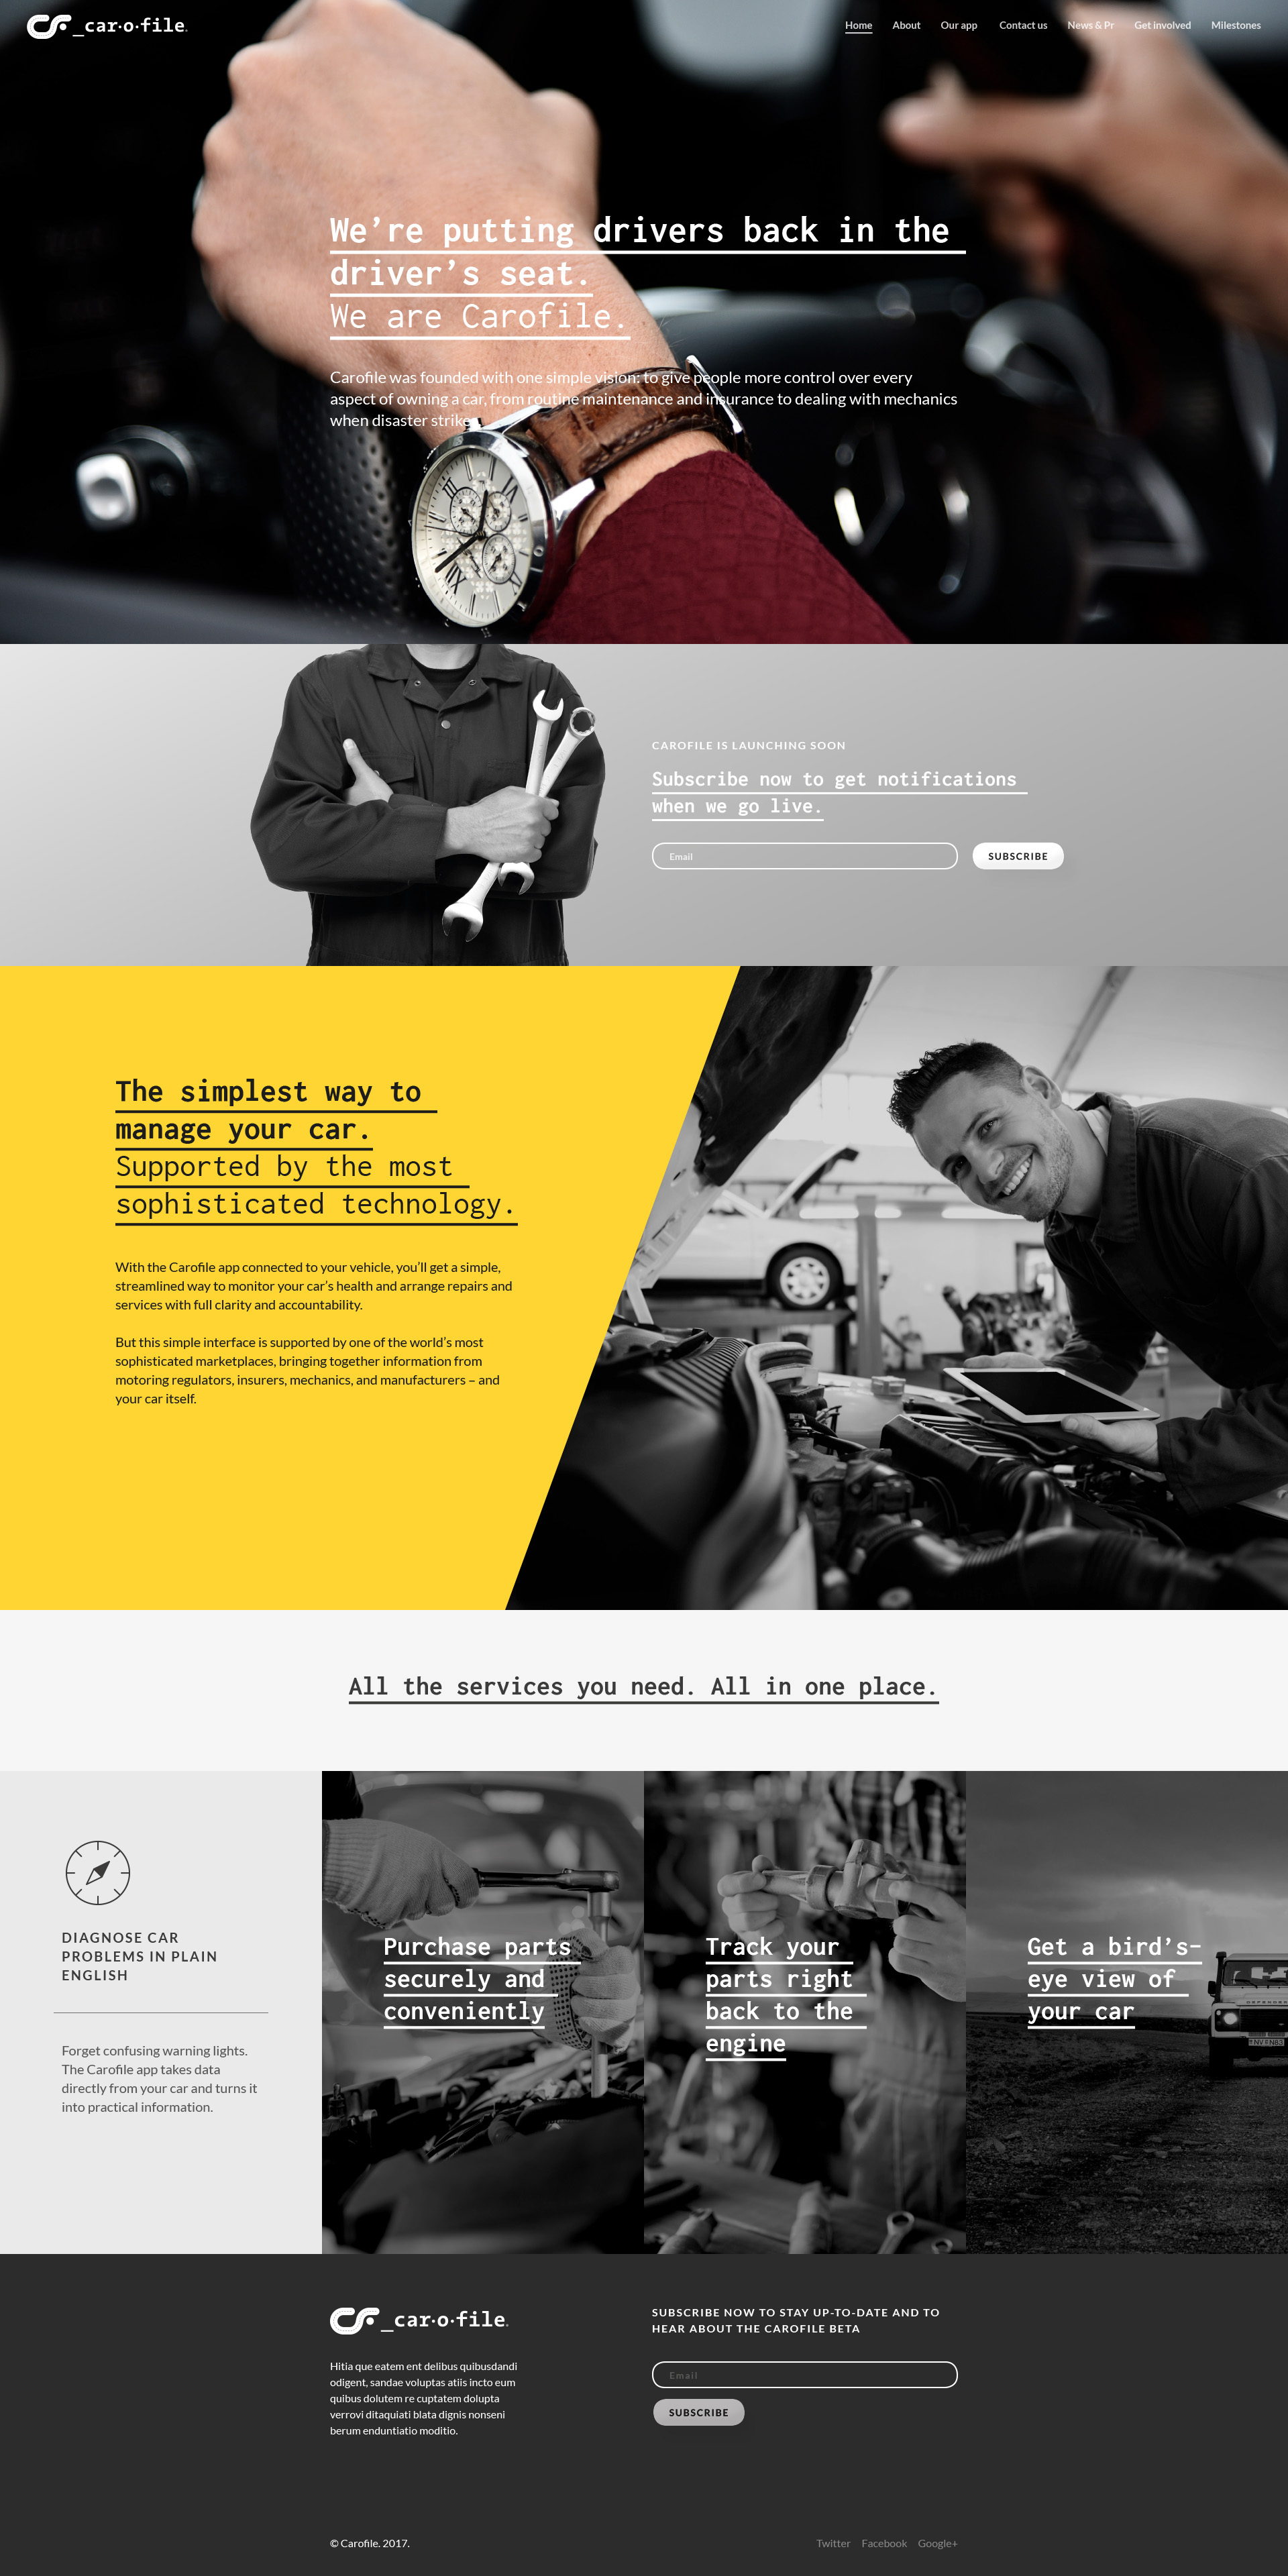 _car·o·file
Home About Our app Contact us News & Pr Get involved Milestones
We’re putting drivers back in the
driver’s seat.
We are Carofile.
Carofile was founded with one simple vision: to give people more control over every
aspect of owning a car, from routine maintenance and insurance to dealing with mechanics
when disaster strikes.
CAROFILE IS LAUNCHING SOON
Subscribe now to get notifications
when we go live.
Email SUBSCRIBE
The simplest way to
manage your car.
Supported by the most
sophisticated technology.
With the Carofile app connected to your vehicle, you’ll get a simple,
streamlined way to monitor your car’s health and arrange repairs and
services with full clarity and accountability.
But this simple interface is supported by one of the world’s most
sophisticated marketplaces, bringing together information from
motoring regulators, insurers, mechanics, and manufacturers – and
your car itself.
All the services you need. All in one place.
DIAGNOSE CAR
PROBLEMS IN PLAIN
ENGLISH
Forget confusing warning lights.
The Carofile app takes data
directly from your car and turns it
into practical information.
Purchase parts
securely and
conveniently
Track your
parts right
back to the
engine
Get a bird’s-
eye view of
your car
_car·o·file
Hitia que eatem ent delibus quibusdandi
odigent, sandae voluptas atiis incto eum
quibus dolutem re cuptatem dolupta
verrovi ditaquiati blata dignis nonseni
berum enduntiatio moditio.
SUBSCRIBE NOW TO STAY UP-TO-DATE AND TO
HEAR ABOUT THE CAROFILE BETA
Email
SUBSCRIBE
© Carofile. 2017.
Twitter Facebook Google+